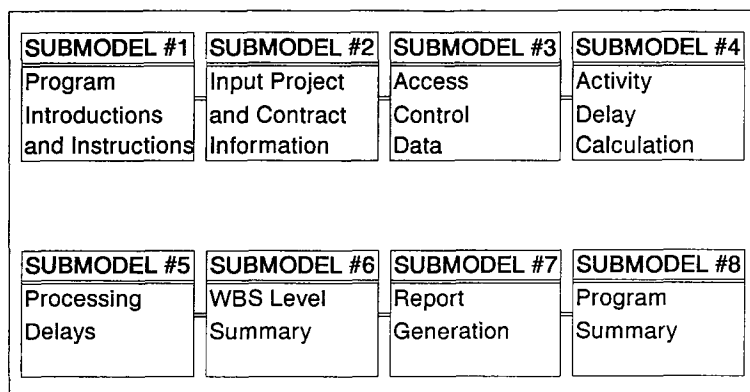 SUBMODEL #1
Program
Introductions
and Instructions
SUBMODEL #2
Input Project
and Contract
Information
SUBMODEL #3
Access
Control
Data
SUBMODEL #4
Activity
Delay
Calculation
SUBMODEL #5
Processing
Delays
SUBMODEL #6
WBS Level
Summary
SUBMODEL #7
Report
Generation
SUBMODEL #8
Program
Summary